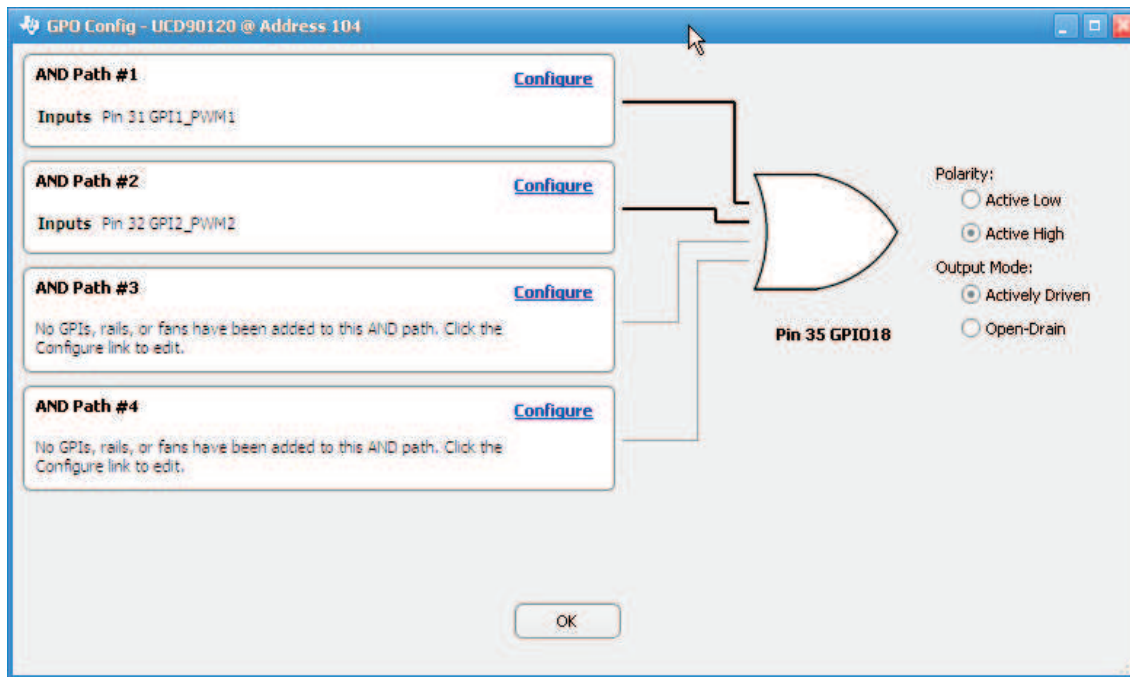 GPO Config - UCD90120 @ Address 104
AND Path #1
Configure
Inputs Pin 31 GPI1_PWM1
AND Path #2
Configure
Inputs Pin 32 GPI2_PWM2
AND Path #3
Configure
No GPIs, rails, or fans have been added to this AND path. Click the
Configure link to edit.
AND Path #4
Configure
No GPIs, rails, or fans have been added to this AND path. Click the
Configure link to edit.
Pin 35 GPIO18
Polarity:
Active Low
Active High
Output Mode:
Actively Driven
Open-Drain
OK